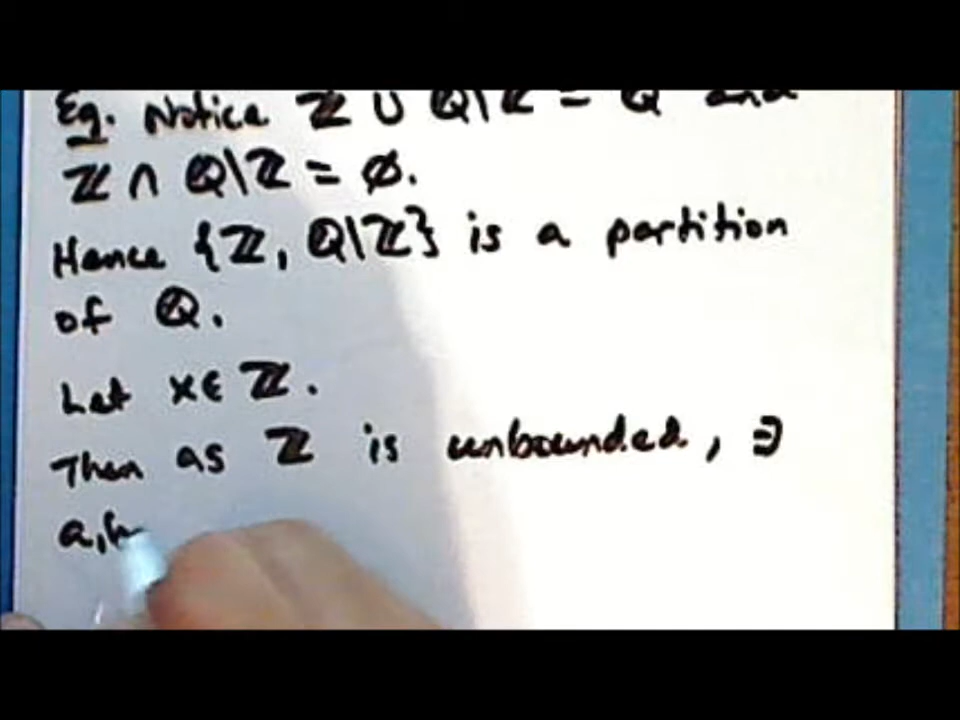 Eg. Notice ℤ ∪ ℚ\ℤ = ℚ and
ℤ ∩ ℚ\ℤ = ∅.
Hence {ℤ, ℚ\ℤ} is a partition
of ℚ.
Let x∈ ℤ.
Then as ℤ is unbounded, ∃
a,b